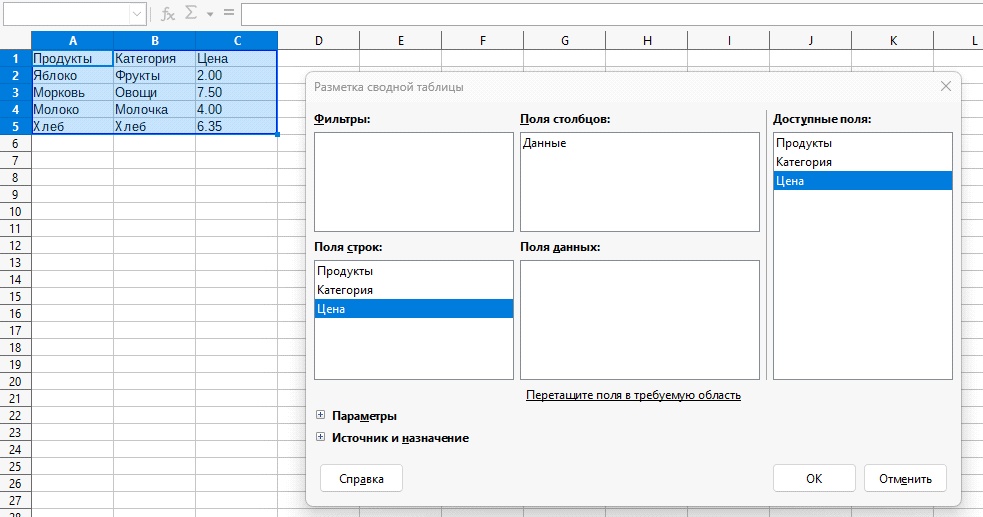 A B C D E F G H I J K L
1 Продукты Категория Цена
2 Яблоко Фрукты 2.00
3 Морковь Овощи 7.50
4 Молоко Молочка 4.00
5 Хлеб Хлеб 6.35
6
7
8
9
10
11
12
13
14
15
16
17
18
19
20
21
22
23
24
25
26
27
28
Разметка сводной таблицы
Фильтры:
Поля столбцов:
Данные
Доступные поля:
Продукты
Категория
Цена
Поля строк:
Продукты
Категория
Цена
Поля данных:
Перетащите поля в требуемую область
Параметры
Источник и назначение
Справка
OK
Отменить